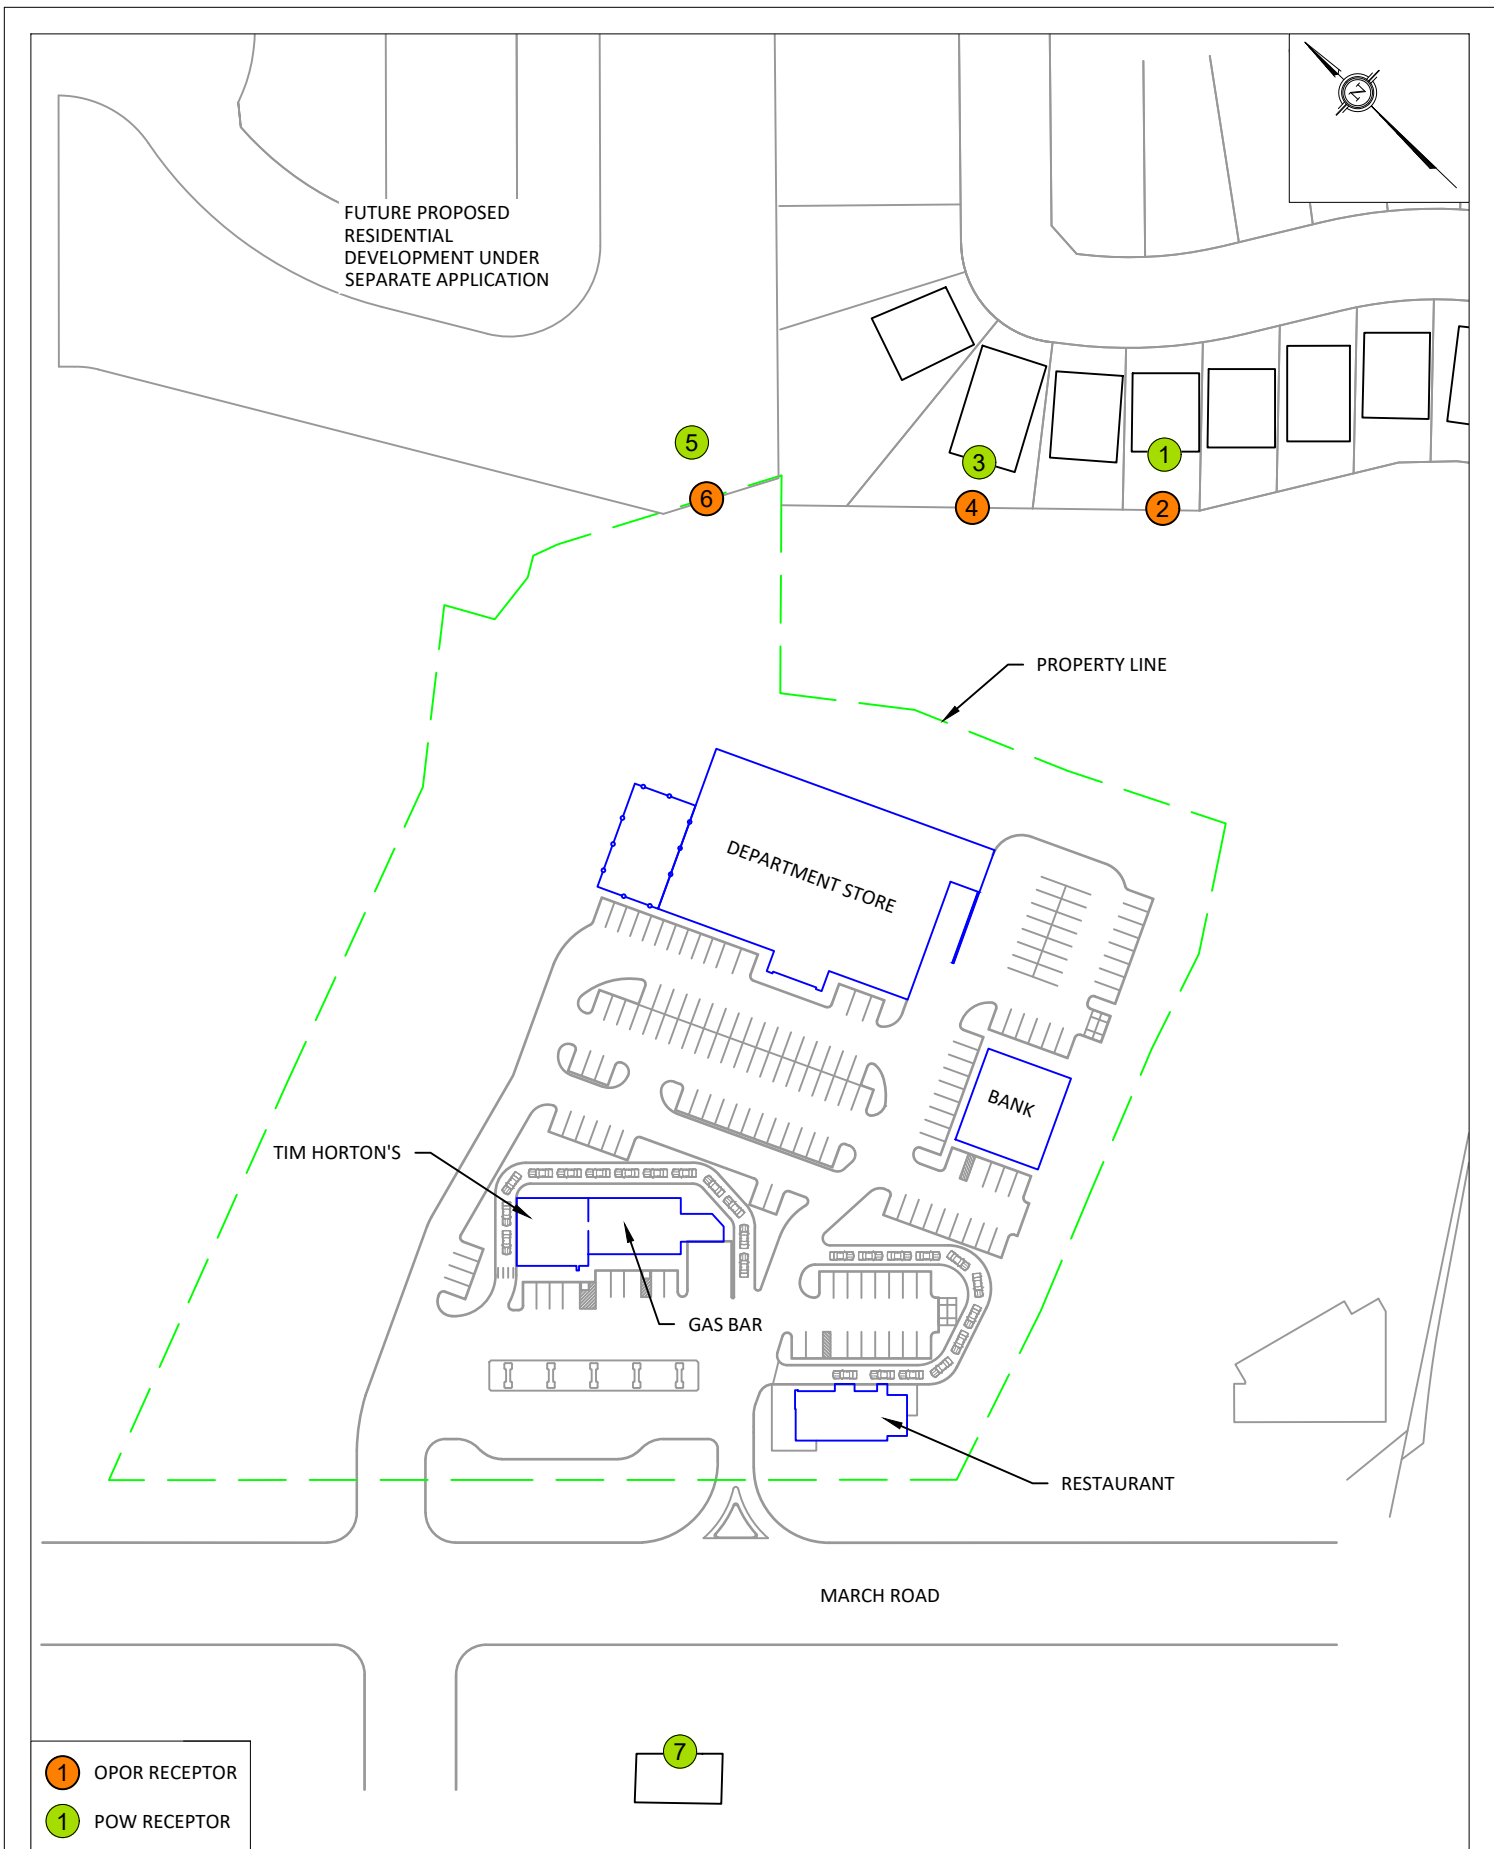 N
FUTURE PROPOSED
RESIDENTIAL
DEVELOPMENT UNDER
SEPARATE APPLICATION
5
3
1
6
4
2
PROPERTY LINE
DEPARTMENT STORE
BANK
TIM HORTON'S
GAS BAR
RESTAURANT
MARCH ROAD
7
1 OPOR RECEPTOR
1 POW RECEPTOR